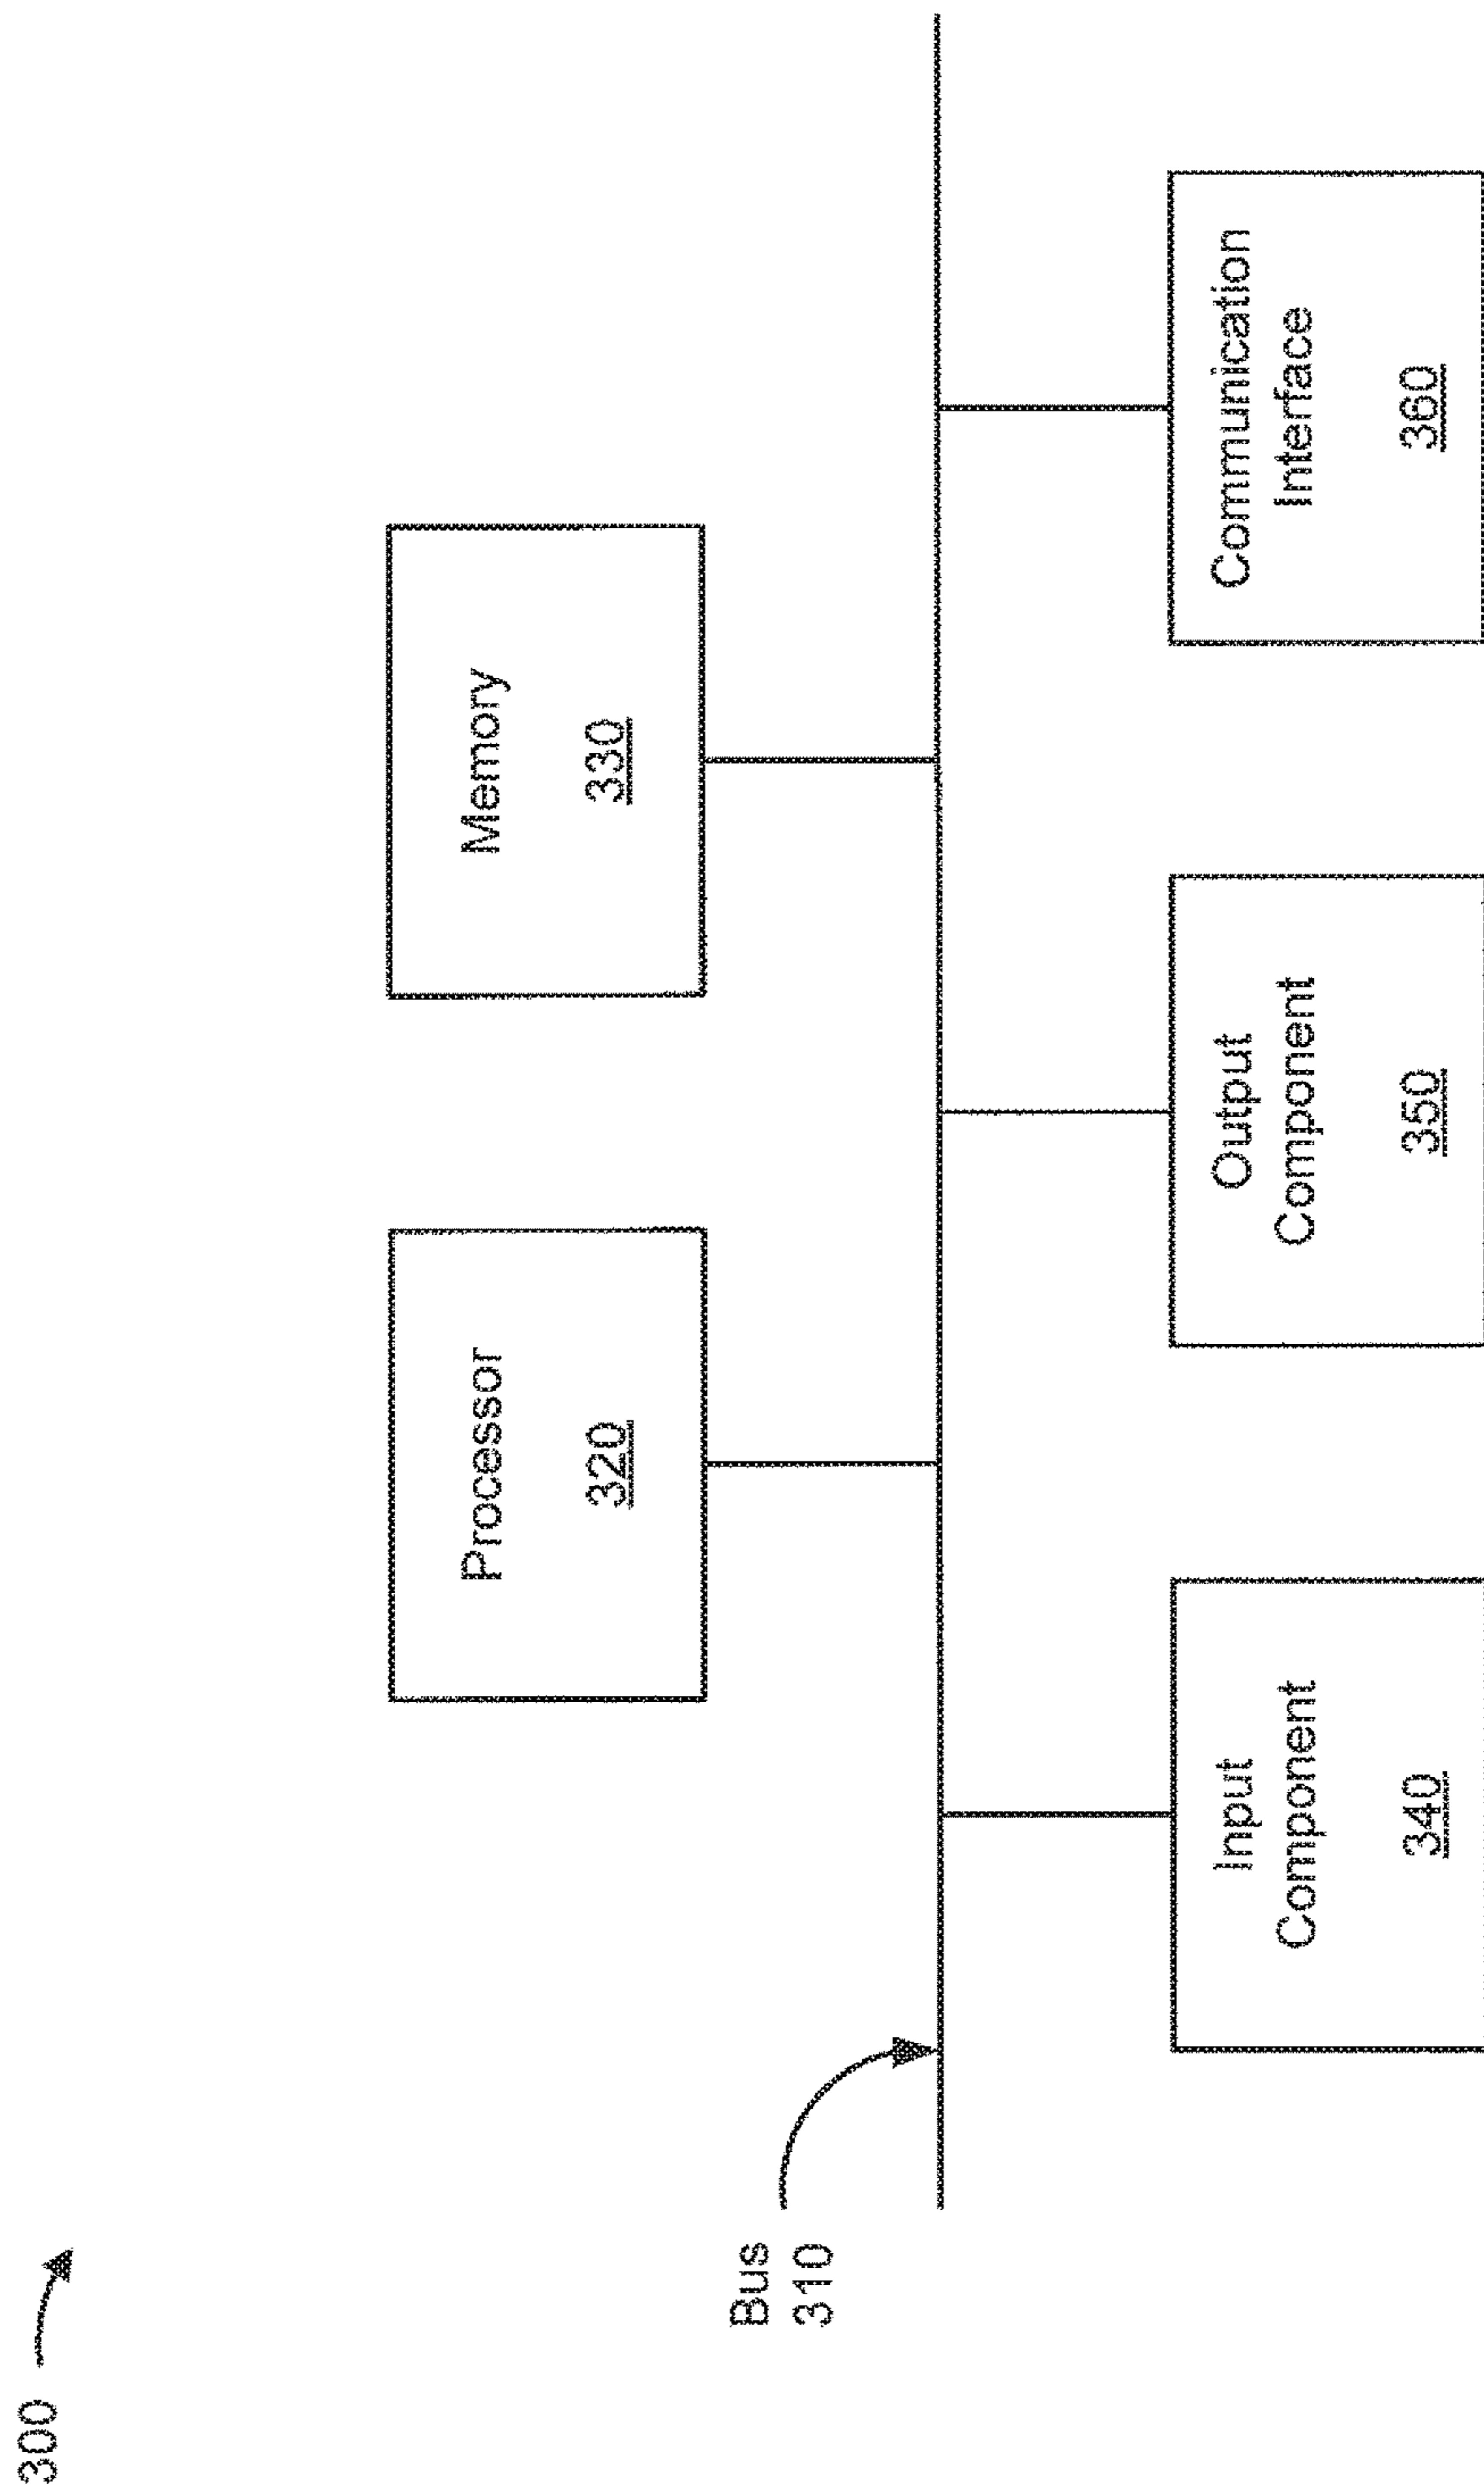 300
Processor
320
Memory
330
Bus
310
Input
Component
340
Output
Component
350
Communication
Interface
360